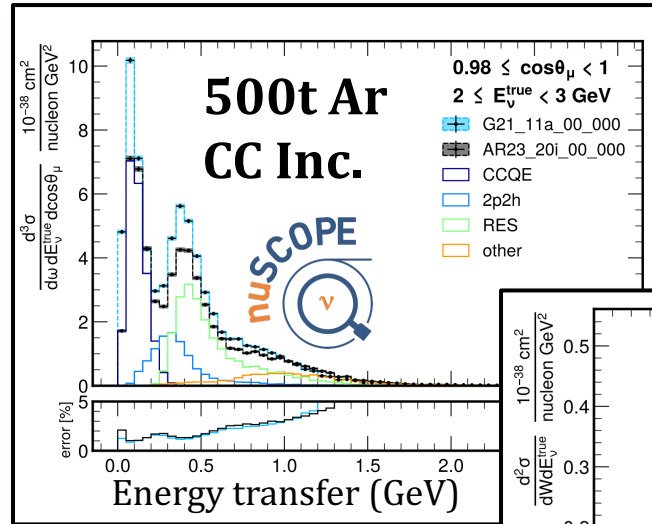 d³σ
dω dE_ν^true dcosθ_μ
10⁻³⁸ cm²
nucleon GeV²
10
8
6
4
2
0
500t Ar
CC Inc.
0.98 ≤ cosθ_μ < 1
2 ≤ E_ν^true < 3 GeV
G21_11a_00_000
AR23_20i_00_000
CCQE
2p2h
RES
other
nuSCOPE
ν
error [%]
5
0
0.0 0.5 1.0 1.5 2.0
Energy transfer (GeV)
d²σ
dWdE_ν^true
10⁻³⁸ cm²
nucleon GeV²
0.5
0.4
0.3